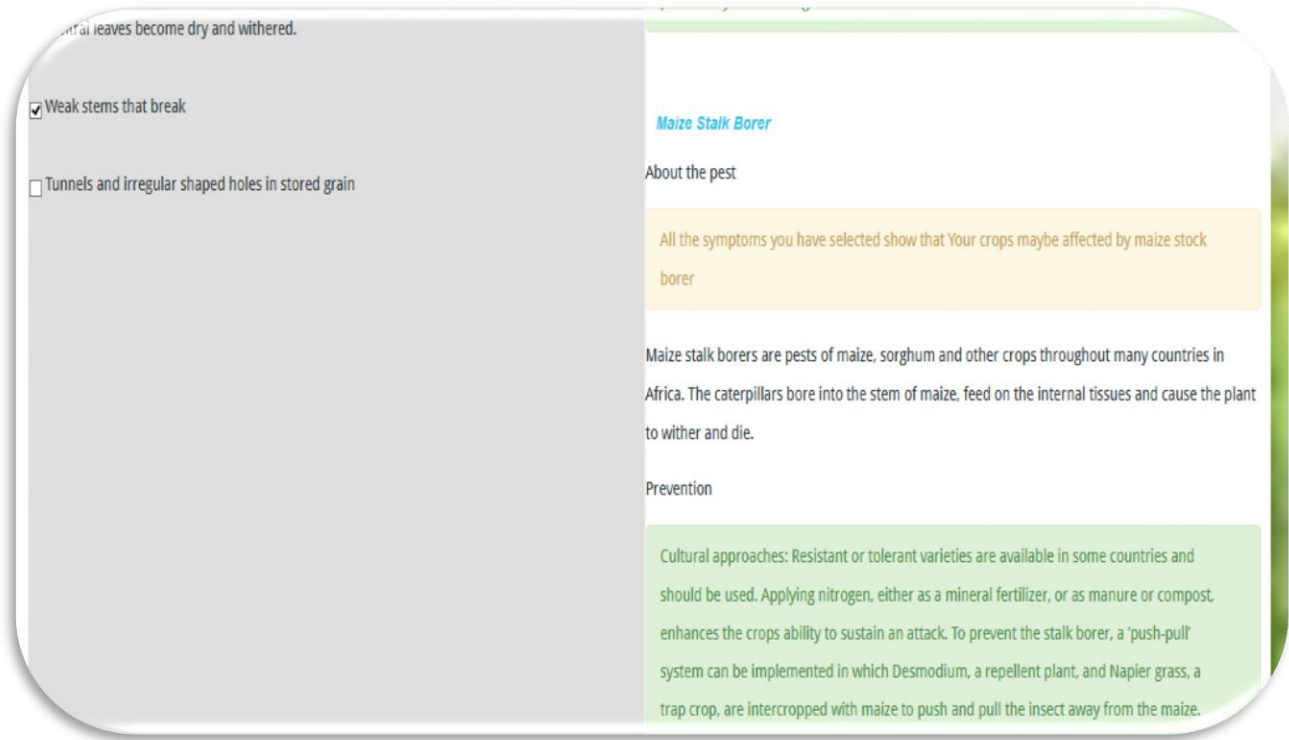 leaves become dry and withered.
Weak stems that break
Tunnels and irregular shaped holes in stored grain
Maize Stalk Borer
About the pest
All the symptoms you have selected show that Your crops maybe affected by maize stock
borer
Maize stalk borers are pests of maize, sorghum and other crops throughout many countries in
Africa. The caterpillars bore into the stem of maize, feed on the internal tissues and cause the plant
to wither and die.
Prevention
Cultural approaches: Resistant or tolerant varieties are available in some countries and
should be used. Applying nitrogen, either as a mineral fertilizer, or as manure or compost,
enhances the crops ability to sustain an attack. To prevent the stalk borer, a 'push-pull'
system can be implemented in which Desmodium, a repellent plant, and Napier grass, a
trap crop, are intercropped with maize to push and pull the insect away from the maize.